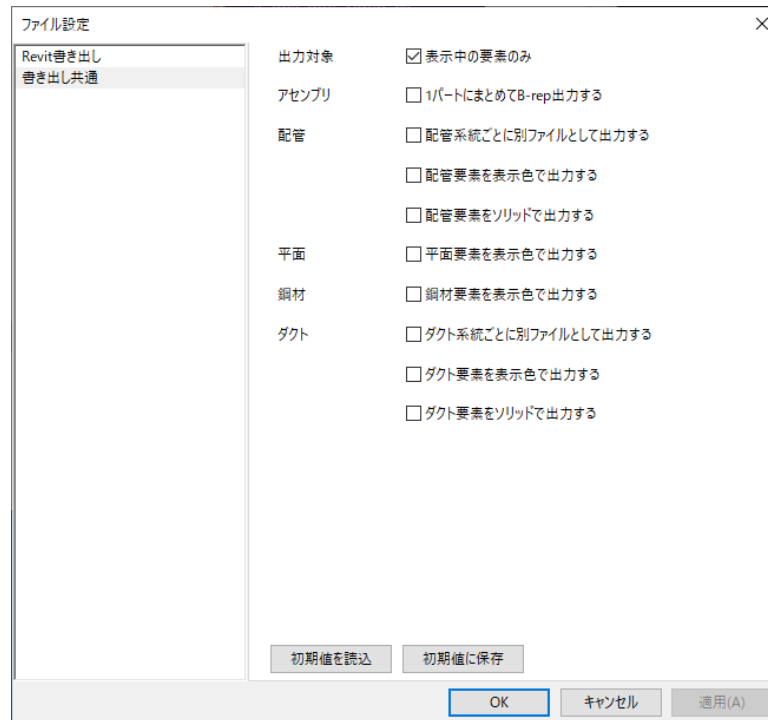 ファイル設定
Revit書き出し
書き出し共通
出力対象 表示中の要素のみ
アセンブリ 1パートにまとめてB-rep出力する
配管 配管系統ごとに別ファイルとして出力する
配管要素を表示色で出力する
配管要素をソリッドで出力する
平面 平面要素を表示色で出力する
鋼材 鋼材要素を表示色で出力する
ダクト ダクト系統ごとに別ファイルとして出力する
ダクト要素を表示色で出力する
ダクト要素をソリッドで出力する
初期値を読込 初期値に保存
OK キャンセル 適用(A)